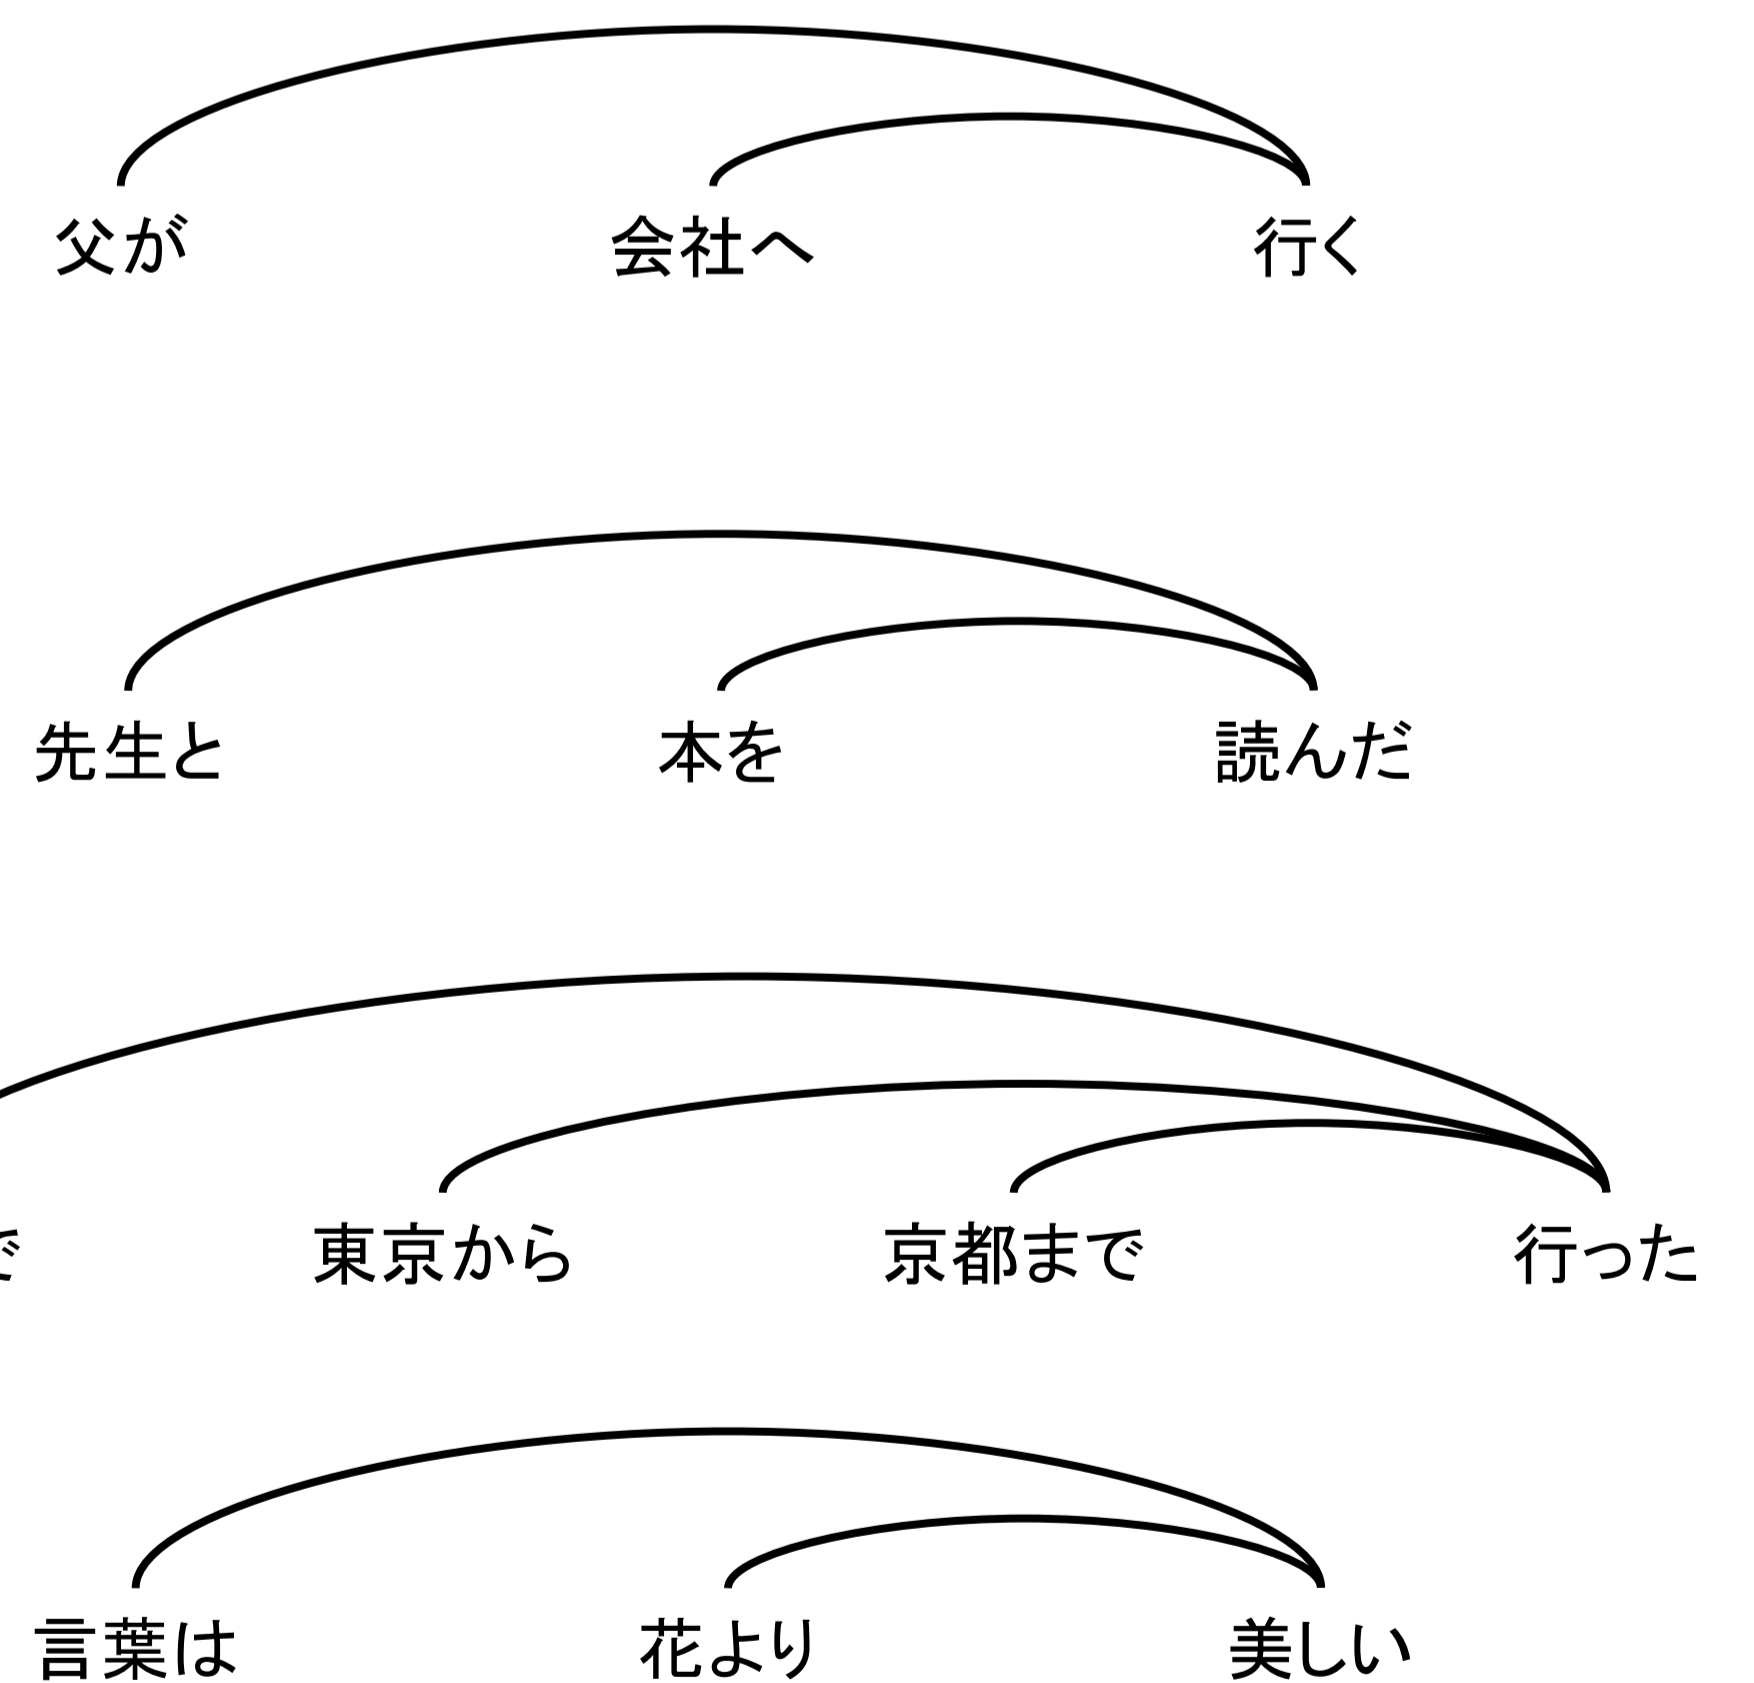 父が 会社へ 行く
先生と 本を 読んだ
で 東京から 京都まで 行った
言葉は 花より 美しい